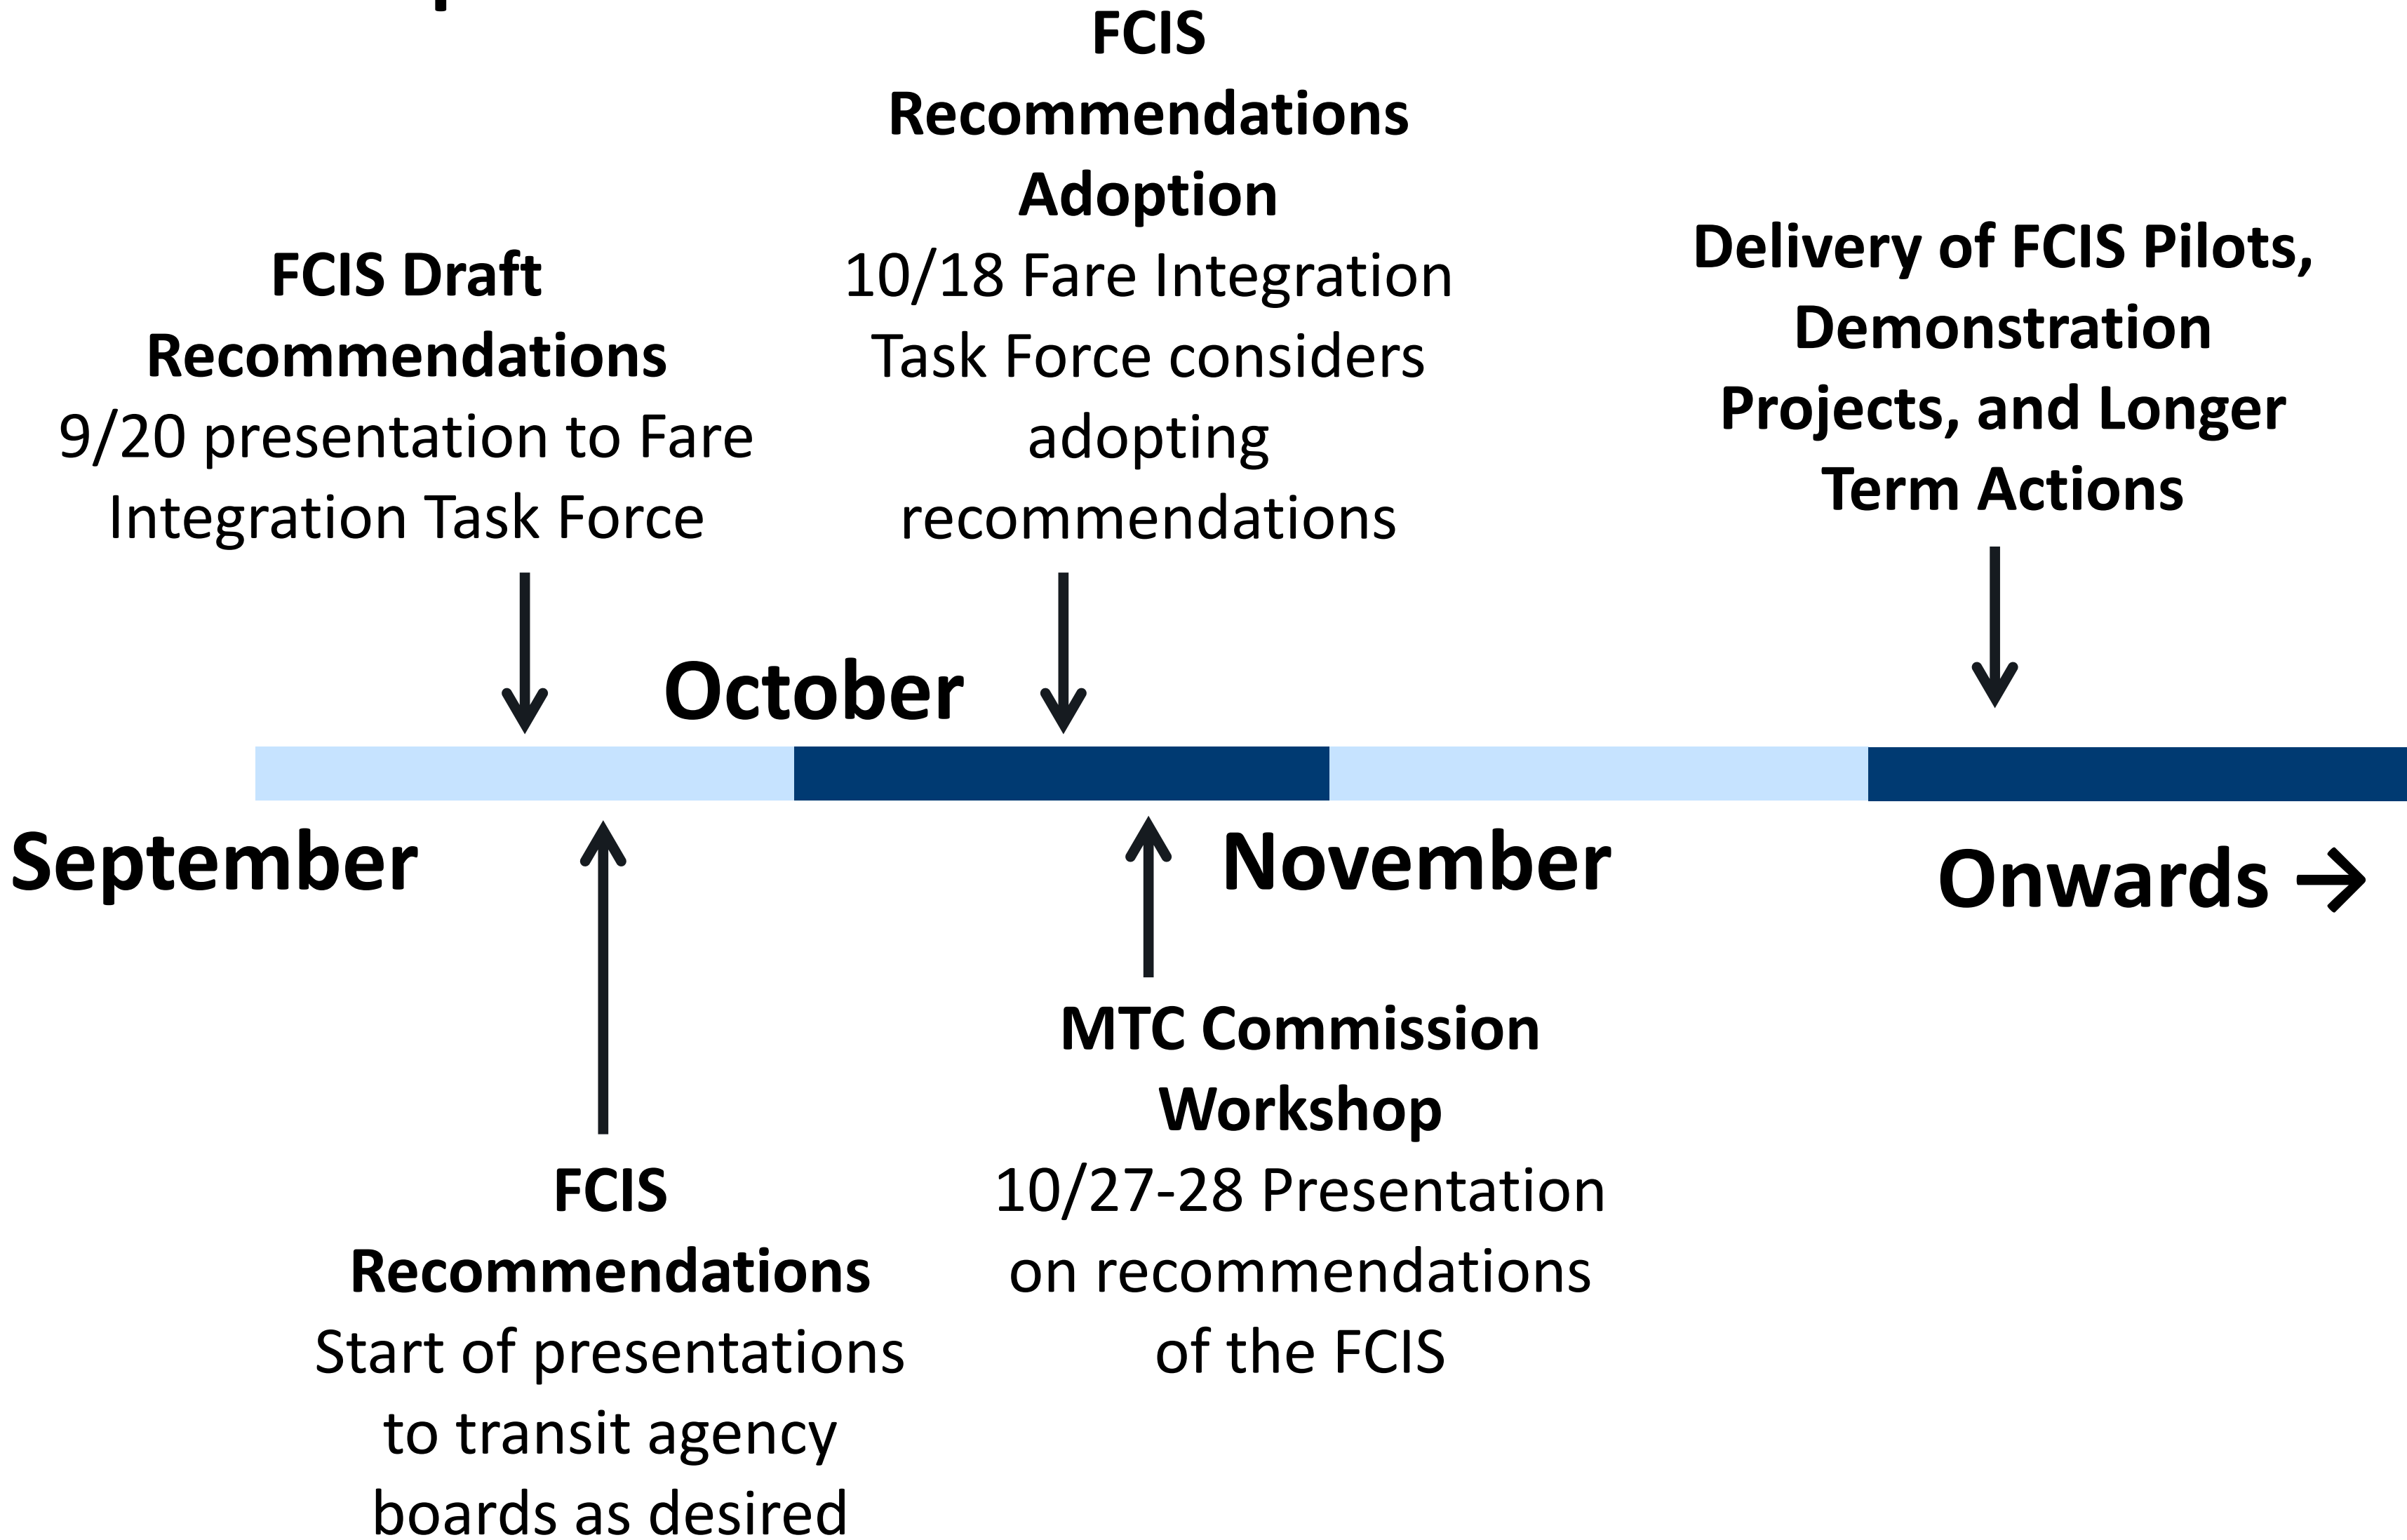 FCIS Draft
Recommendations
9/20 presentation to Fare
Integration Task Force
FCIS
Recommendations
Adoption
10/18 Fare Integration
Task Force considers
adopting
recommendations
Delivery of FCIS Pilots,
Demonstration
Projects, and Longer
Term Actions
September
October
November
Onwards →
FCIS
Recommendations
Start of presentations
to transit agency
boards as desired
MTC Commission
Workshop
10/27-28 Presentation
on recommendations
of the FCIS